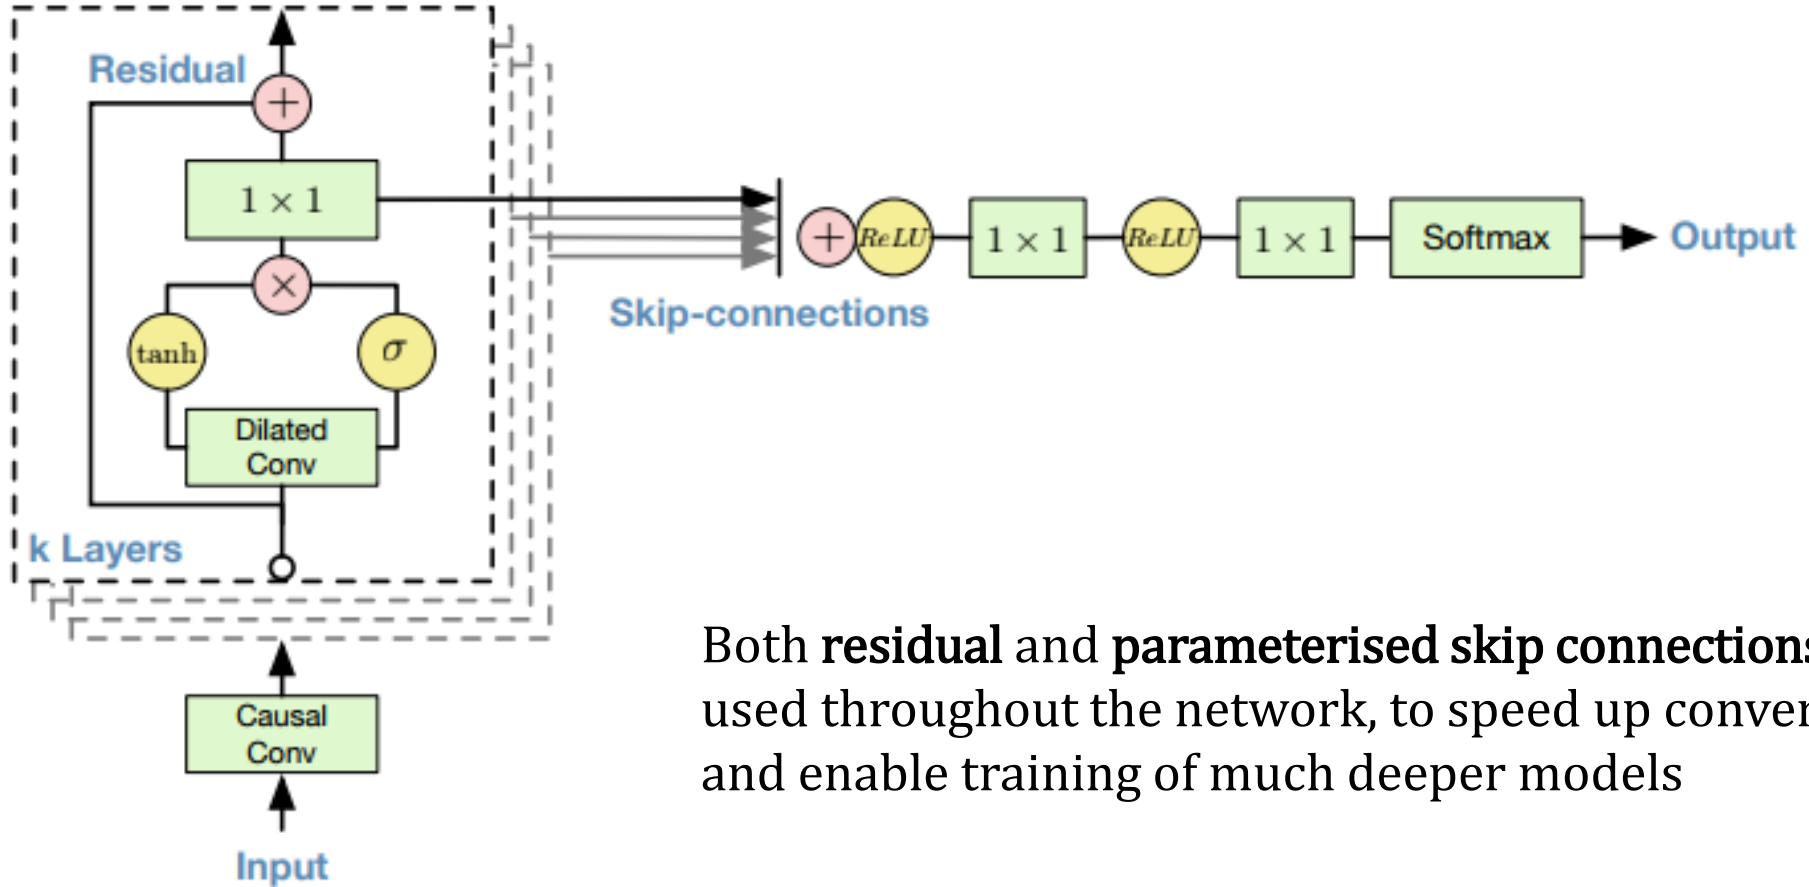 Residual
+
1 × 1
×
tanh
σ
Dilated
Conv
k Layers
Causal
Conv
Input
+
ReLU
1 × 1
ReLU
1 × 1
Softmax
Output
Skip-connections
Both residual and parameterised skip connections
used throughout the network, to speed up conver
and enable training of much deeper models